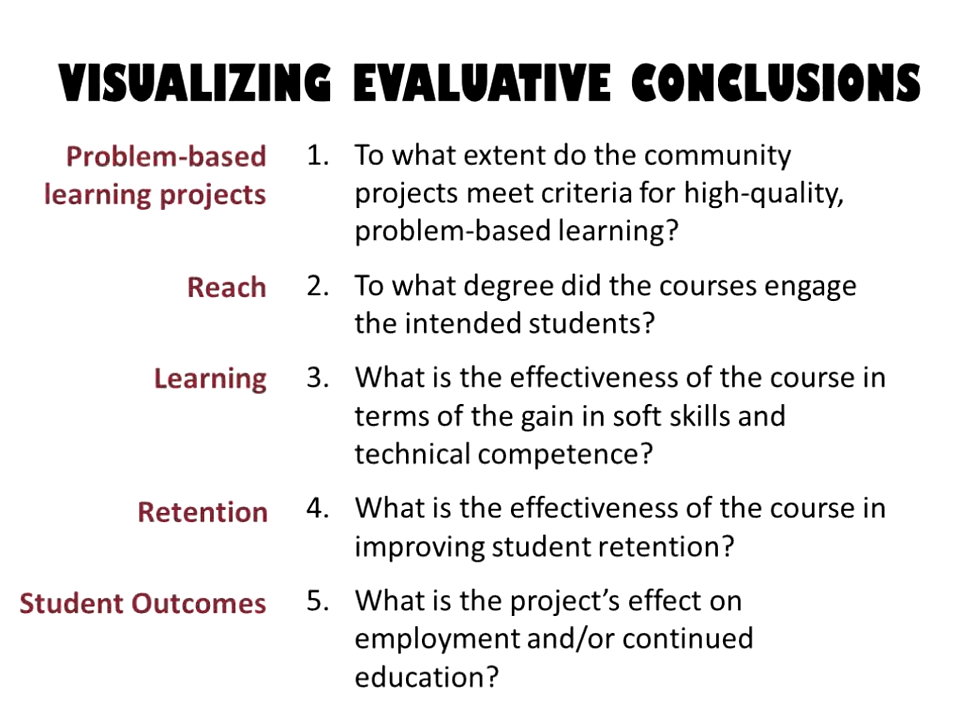 VISUALIZING EVALUATIVE CONCLUSIONS
Problem-based
learning projects
1. To what extent do the community
projects meet criteria for high-quality,
problem-based learning?
Reach
2. To what degree did the courses engage
the intended students?
Learning
3. What is the effectiveness of the course in
terms of the gain in soft skills and
technical competence?
Retention
4. What is the effectiveness of the course in
improving student retention?
Student Outcomes
5. What is the project’s effect on
employment and/or continued
education?